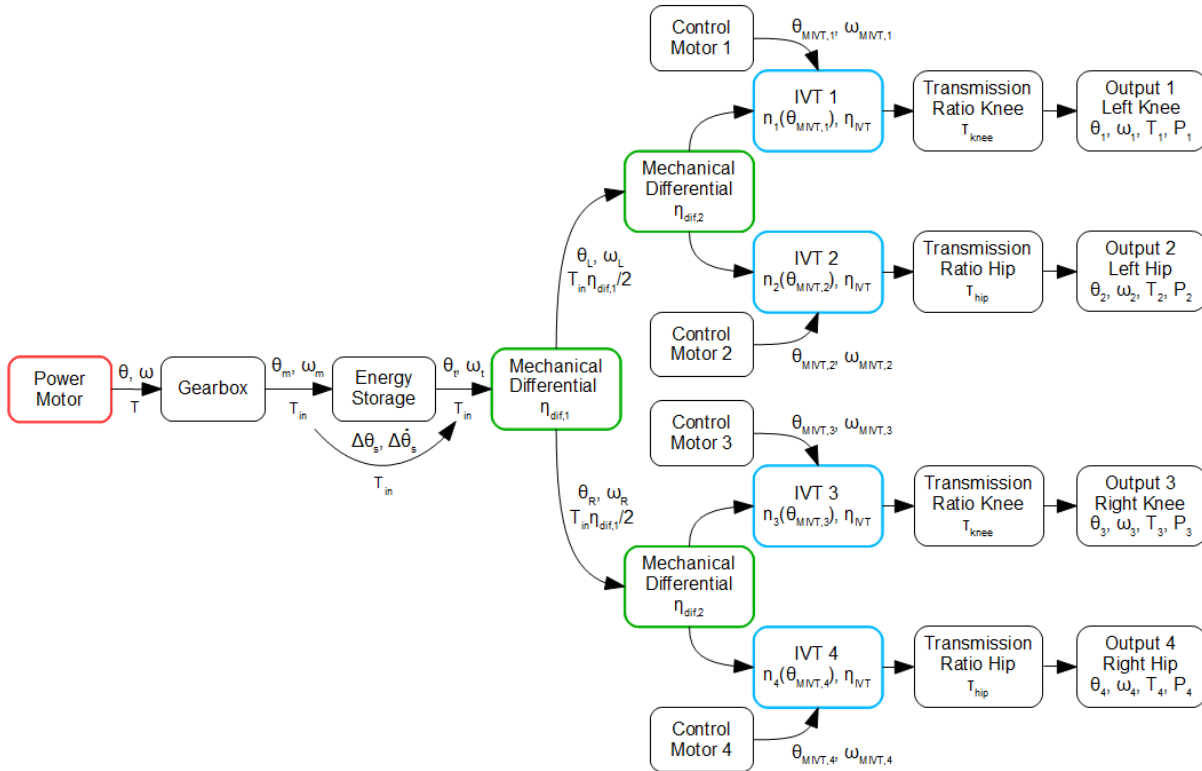 Control
Motor 1
θMIVT,1, ωMIVT,1
IVT 1
n1(θMIVT,1), ηIVT
Transmission
Ratio Knee
τknee
Output 1
Left Knee
θ1, ω1, T1, P1
Mechanical
Differential
ηdif,2
θL, ωL
Tinηdif,1/2
IVT 2
n2(θMIVT,2), ηIVT
Transmission
Ratio Hip
τhip
Output 2
Left Hip
θ2, ω2, T2, P2
Control
Motor 2
θMIVT,2, ωMIVT,2
Power
Motor
θ, ω
T
Gearbox
θm, ωm
Tin
Energy
Storage
θt, ωt
Tin
Δθs, Δθ̇s
Tin
Mechanical
Differential
ηdif,1
Control
Motor 3
θMIVT,3, ωMIVT,3
θR, ωR
Tinηdif,1/2
IVT 3
n3(θMIVT,3), ηIVT
Transmission
Ratio Knee
τknee
Output 3
Right Knee
θ3, ω3, T3, P3
Mechanical
Differential
ηdif,2
IVT 4
n4(θMIVT,4), ηIVT
Transmission
Ratio Hip
τhip
Output 4
Right Hip
θ4, ω4, T4, P4
Control
Motor 4
θMIVT,4, ωMIVT,4